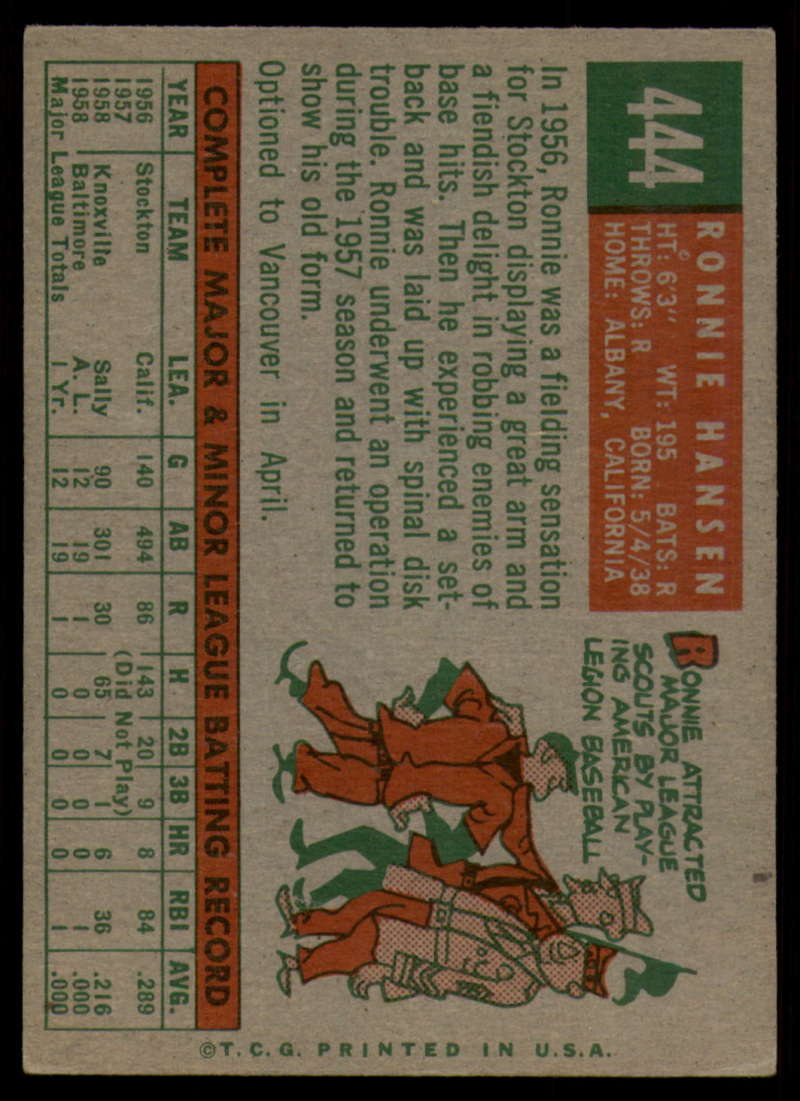 444
RONNIE HANSEN
HT: 6'3" WT: 195 BATS: R
THROWS: R BORN: 5/4/38
HOME: ALBANY, CALIFORNIA
In 1956, Ronnie was a fielding sensation
for Stockton displaying a great arm and
a fiendish delight in robbing enemies of
base hits. Then he experienced a set-
back and was laid up with spinal disk
trouble. Ronnie underwent an operation
during the 1957 season and returned to
show his old form.
Optioned to Vancouver in April.
RONNIE ATTRACTED
MAJOR LEAGUE
SCOUTS BY PLAY-
ING AMERICAN
LEGION BASEBALL
COMPLETE MAJOR & MINOR LEAGUE BATTING RECORD
YEAR TEAM LEA. G AB R H 2B 3B HR RBI AVG.
1956 Stockton Calif. 140 494 86 143 20 9 8 84 .289
1957 (Did Not Play)
1958 Knoxville Sally 90 301 30 65 7 1 6 36 .216
1958 Baltimore A. L. 12 19 1 0 0 0 0 1 .000
Major League Totals 1 Yr. 12 19 1 0 0 0 0 1 .000
©T. C. G. PRINTED IN U.S.A.